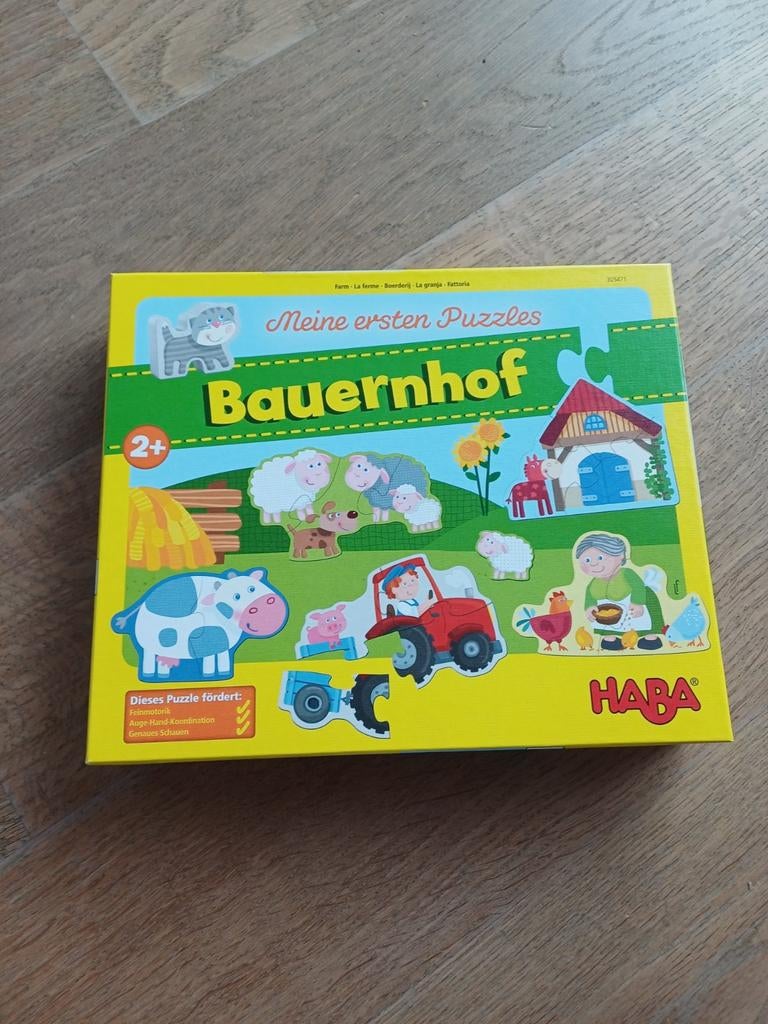 Farm · La ferme · Boerderij · La granja · Fattoria
305471
Meine ersten Puzzles
Bauernhof
2+
Dieses Puzzle fördert:
Feinmotorik
Auge-Hand-Koordination
Genaues Schauen
HABA®